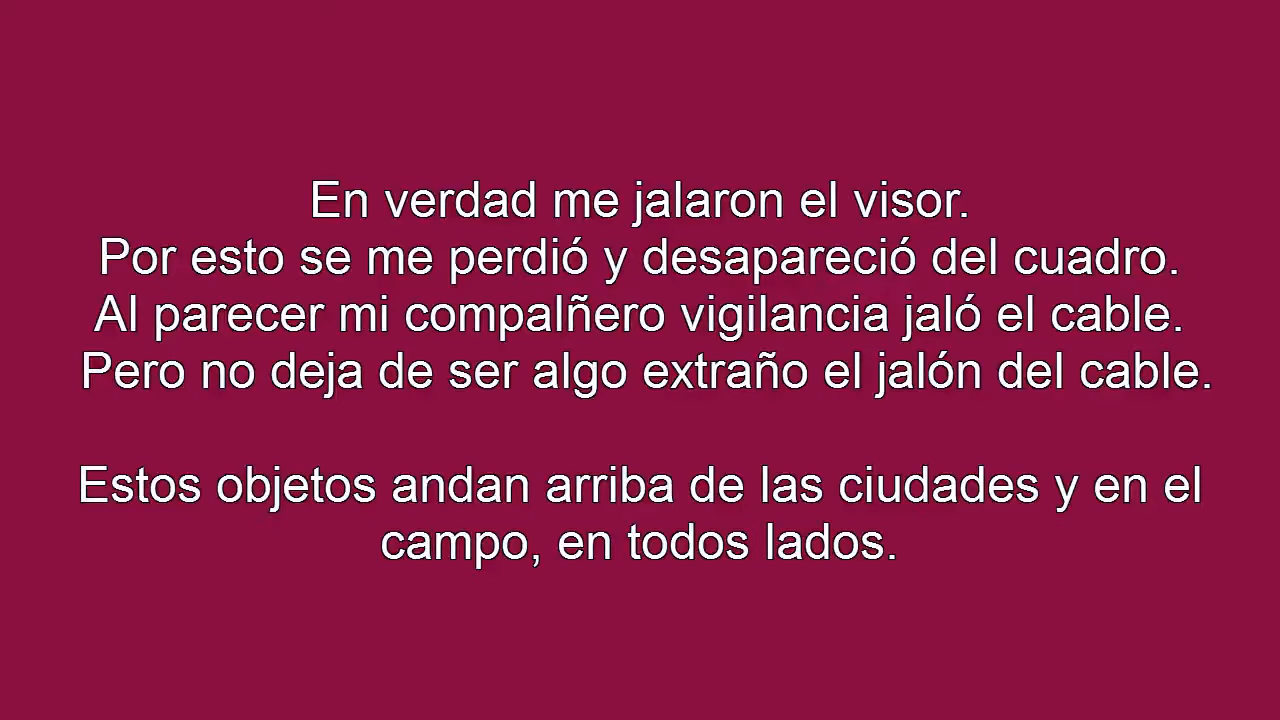 En verdad me jalaron el visor.
Por esto se me perdió y desapareció del cuadro.
Al parecer mi compalñero vigilancia jaló el cable.
Pero no deja de ser algo extraño el jalón del cable.
Estos objetos andan arriba de las ciudades y en el
campo, en todos lados.